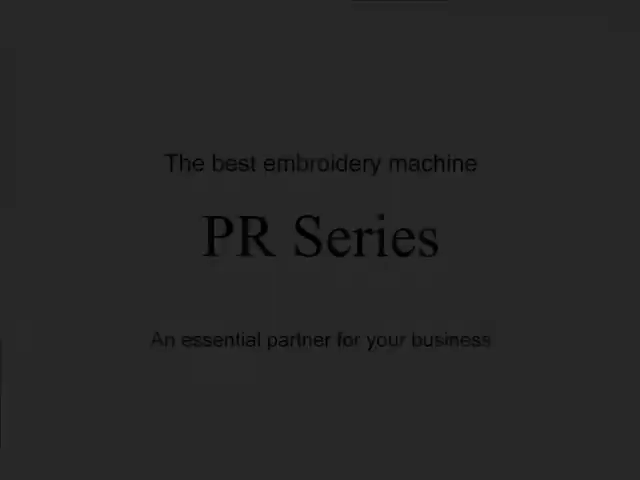 The best embroidery machine
PR Series
An essential partner for your business